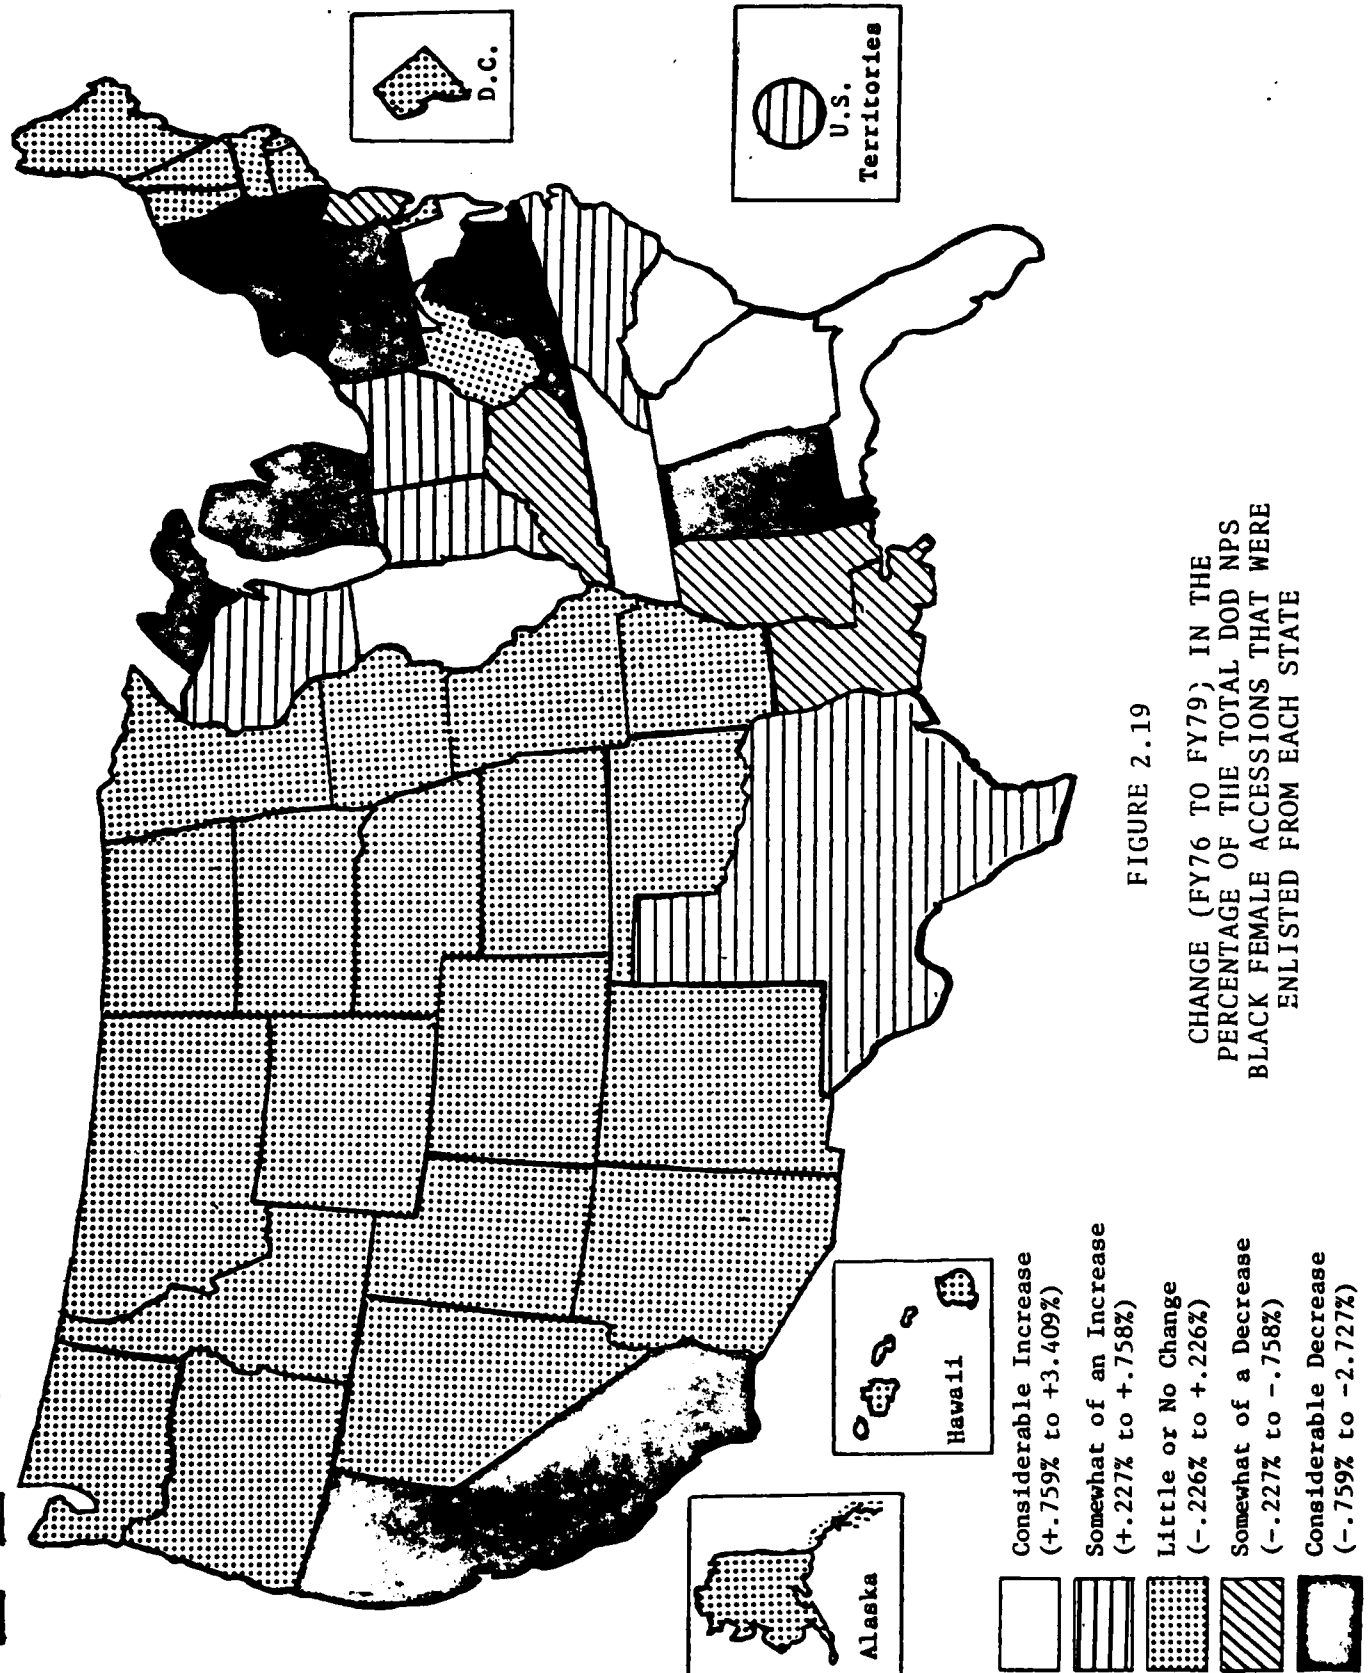 D.C.
U.S.
Territories
Alaska
Hawaii
Considerable Increase
(+.759% to +3.409%)
Somewhat of an Increase
(+.227% to +.758%)
Little or No Change
(-.226% to +.226%)
Somewhat of a Decrease
(-.227% to -.758%)
Considerable Decrease
(-.759% to -2.727%)
FIGURE 2.19
CHANGE (FY76 TO FY79), IN THE
PERCENTAGE OF THE TOTAL DOD NPS
BLACK FEMALE ACCESSIONS THAT WERE
ENLISTED FROM EACH STATE